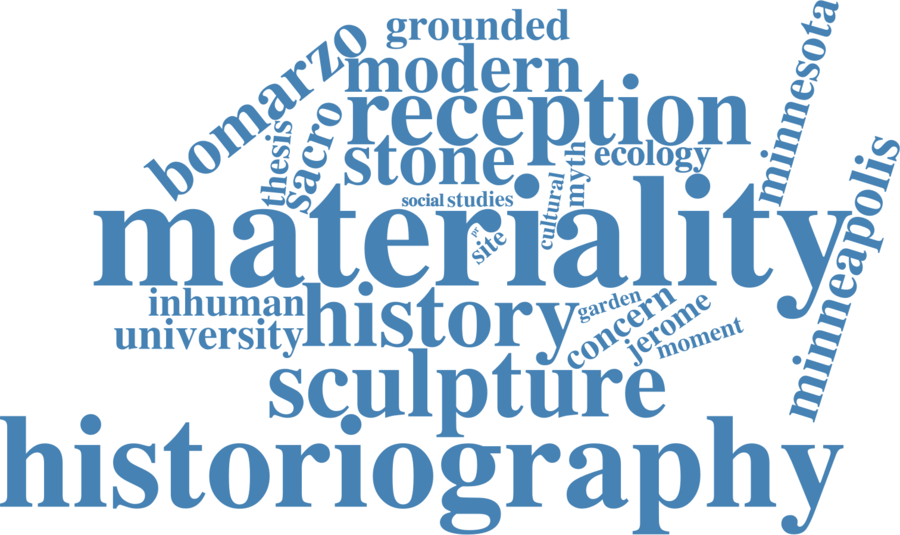 grounded
minnesota
bomarzo
modern
reception
thesis
sacro
stone
myth
ecology
minneapolis
social studies
cultural
materiality
pr
site
inhuman
history
garden
concern
jerome
university
moment
sculpture
historiography